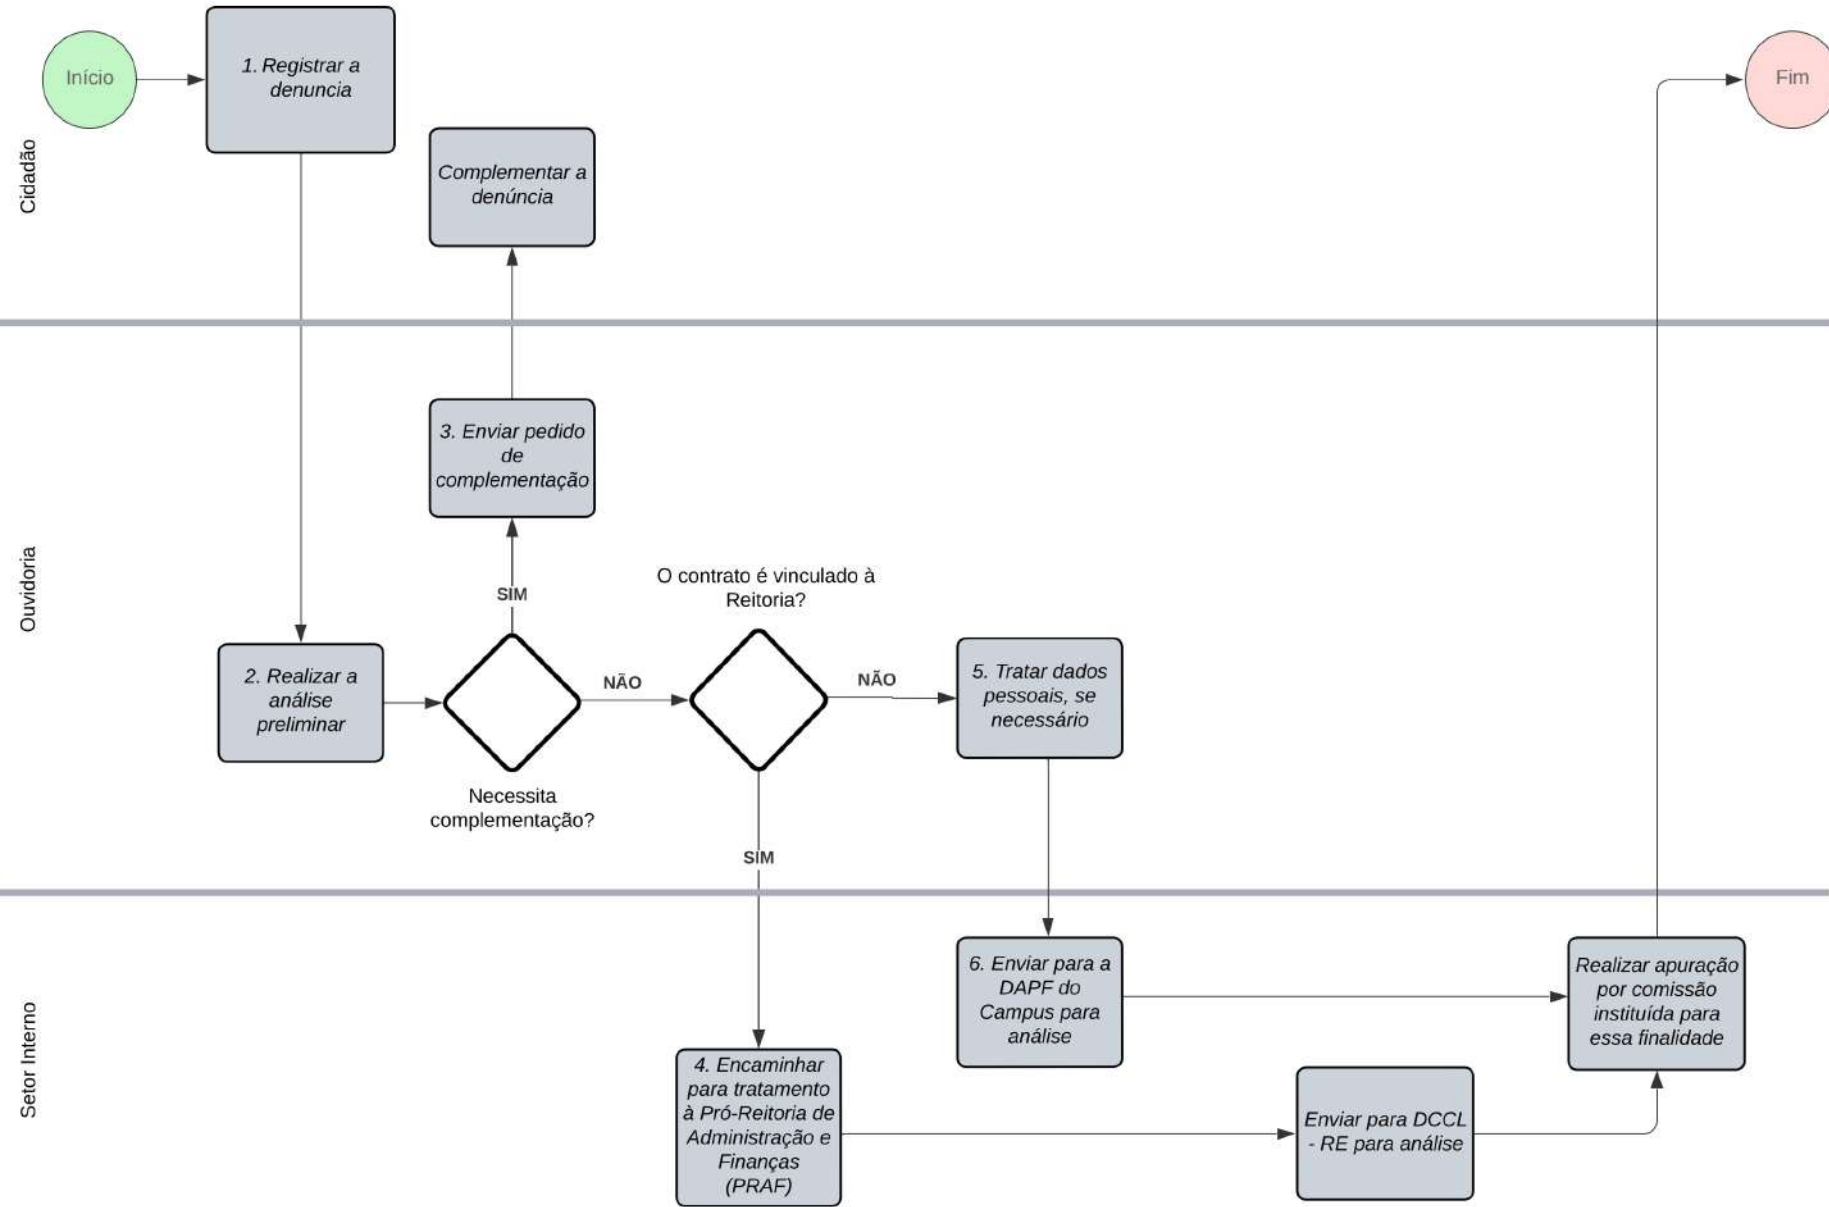 Início
1. Registrar a
denuncia
Fim
Cidadão
Complementar a
denúncia
3. Enviar pedido
de
complementação
Ouvidoria
SIM
O contrato é vinculado à
Reitoria?
2. Realizar a
análise
preliminar
NÃO
NÃO
5. Tratar dados
pessoais, se
necessário
Necessita
complementação?
SIM
Setor Interno
6. Enviar para a
DAPF do
Campus para
análise
Realizar apuração
por comissão
instituída para
essa finalidade
4. Encaminhar
para tratamento
à Pró-Reitoria de
Administração e
Finanças
(PRAF)
Enviar para DCCL
- RE para análise